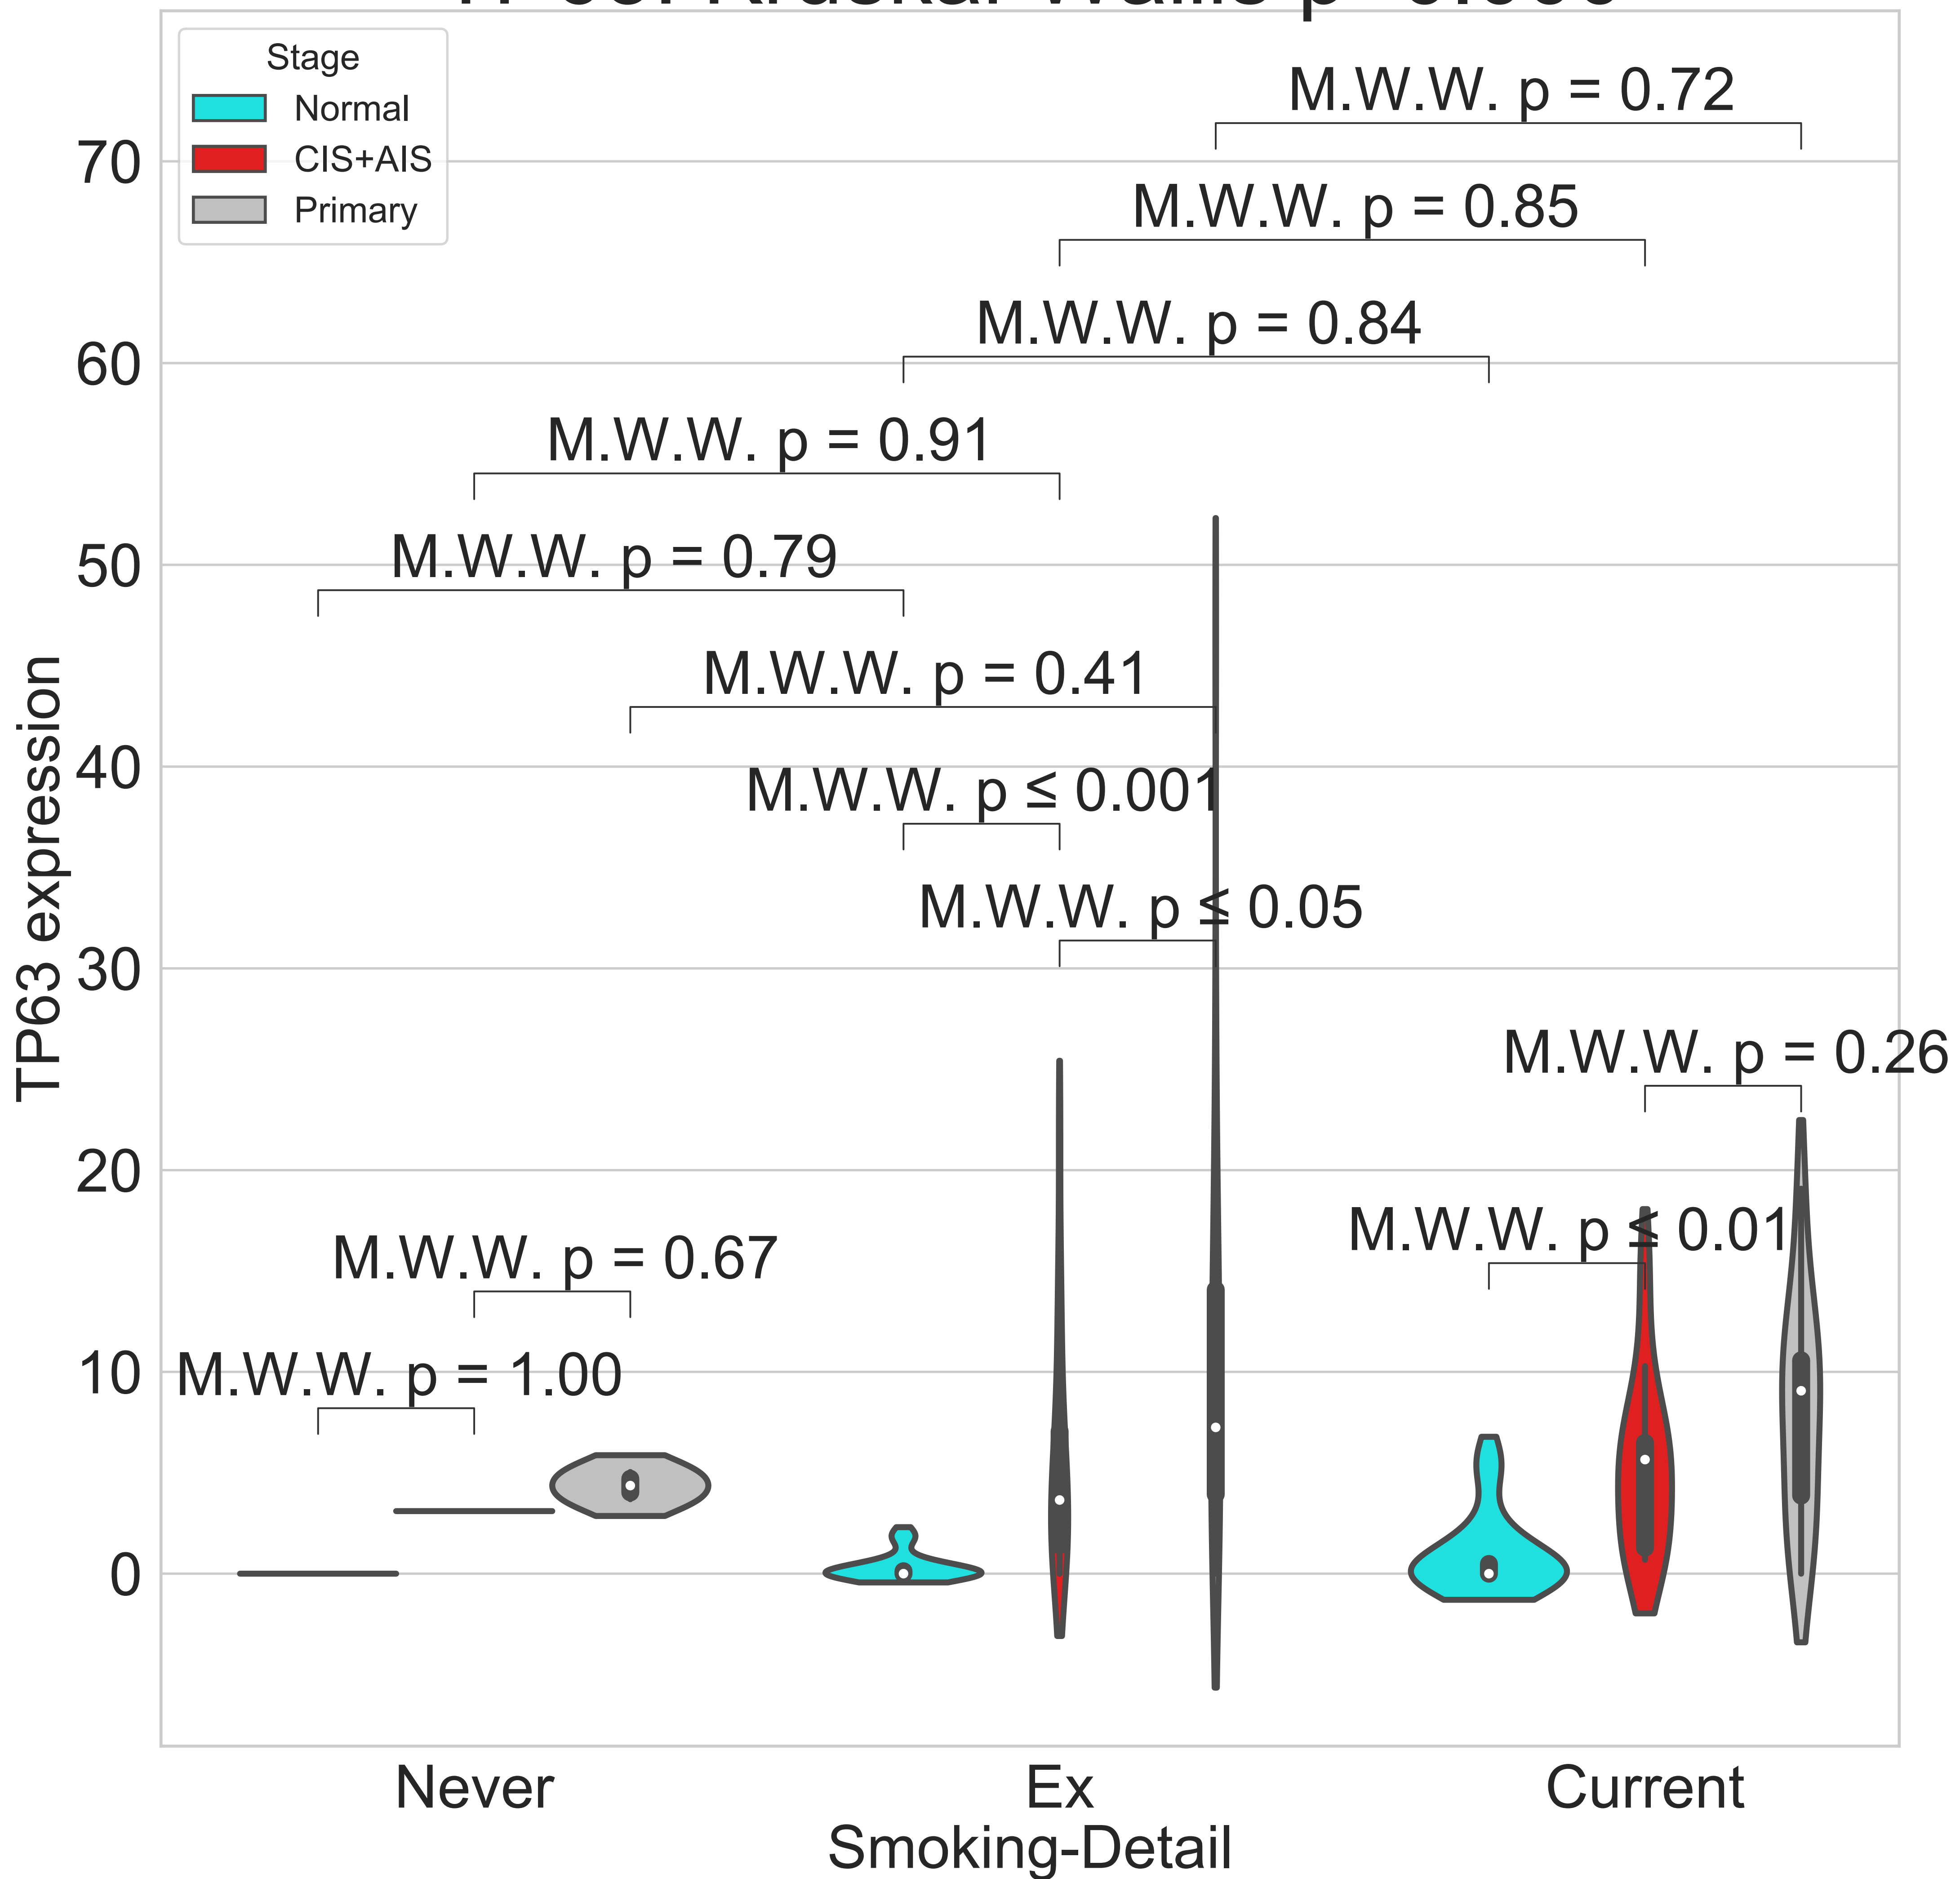 Stage
Normal
CIS+AIS
Primary
M.W.W. p = 0.72
M.W.W. p = 0.85
M.W.W. p = 0.84
M.W.W. p = 0.91
M.W.W. p = 0.79
M.W.W. p = 0.41
M.W.W. p ≤ 0.001
M.W.W. p ≤ 0.05
M.W.W. p = 0.26
M.W.W. p ≤ 0.01
M.W.W. p = 0.67
M.W.W. p = 1.00
70
60
50
40
30
20
10
0
TP63 expression
Never
Ex
Current
Smoking-Detail